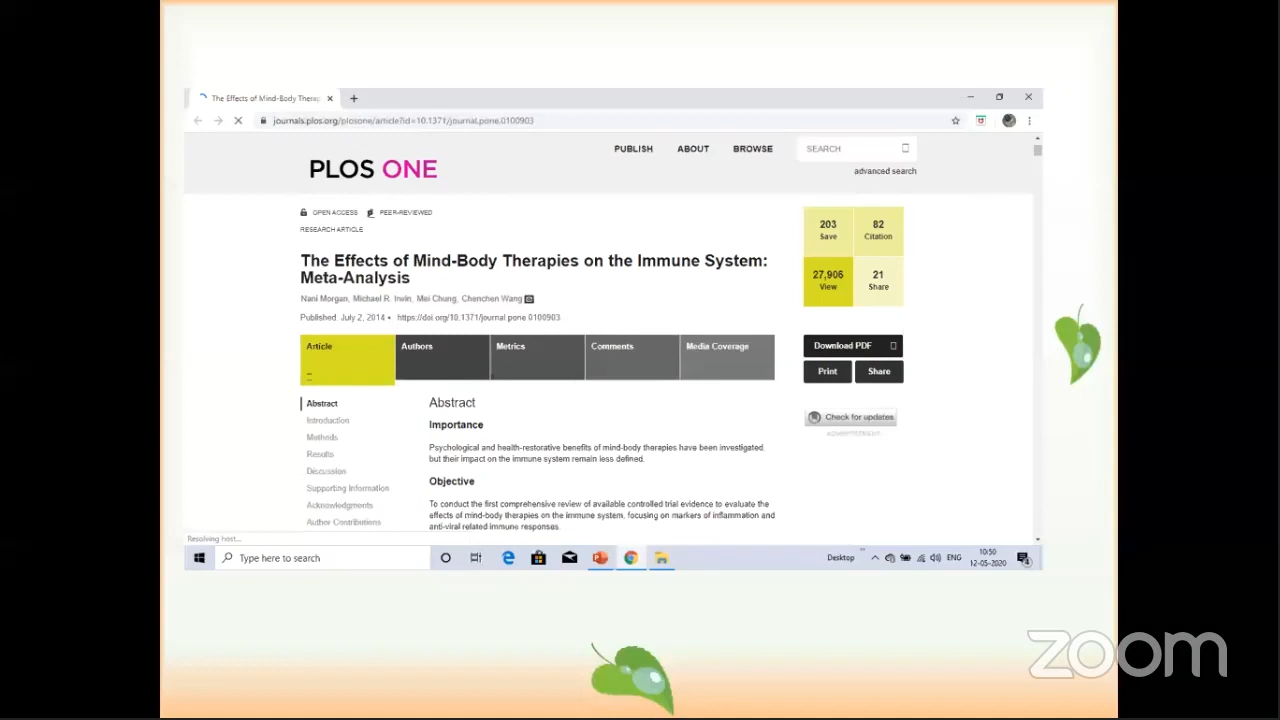 The Effects of Mind-Body Therap
journals.plos.org/plosone/article?id=10.1371/journal.pone.0100903
PUBLISH
ABOUT
BROWSE
SEARCH
advanced search
PLOS ONE
OPEN ACCESS
PEER-REVIEWED
RESEARCH ARTICLE
The Effects of Mind-Body Therapies on the Immune System:
Meta-Analysis
Nani Morgan, Michael R. Irwin, Mei Chung, Chenchen Wang
Published: July 2, 2014 • https://doi.org/10.1371/journal.pone.0100903
203
Save
82
Citation
27,906
View
21
Share
Article
Authors
Metrics
Comments
Media Coverage
Download PDF
Print
Share
Check for updates
ADVERTISEMENT
Abstract
Introduction
Methods
Results
Discussion
Supporting Information
Acknowledgments
Author Contributions
Abstract
Importance
Psychological and health-restorative benefits of mind-body therapies have been investigated,
but their impact on the immune system remain less defined.
Objective
To conduct the first comprehensive review of available controlled trial evidence to evaluate the
effects of mind-body therapies on the immune system, focusing on markers of inflammation and
anti-viral related immune responses.
Resolving host...
Type here to search
Desktop
ENG
10:50
12-05-2020
4
zoom